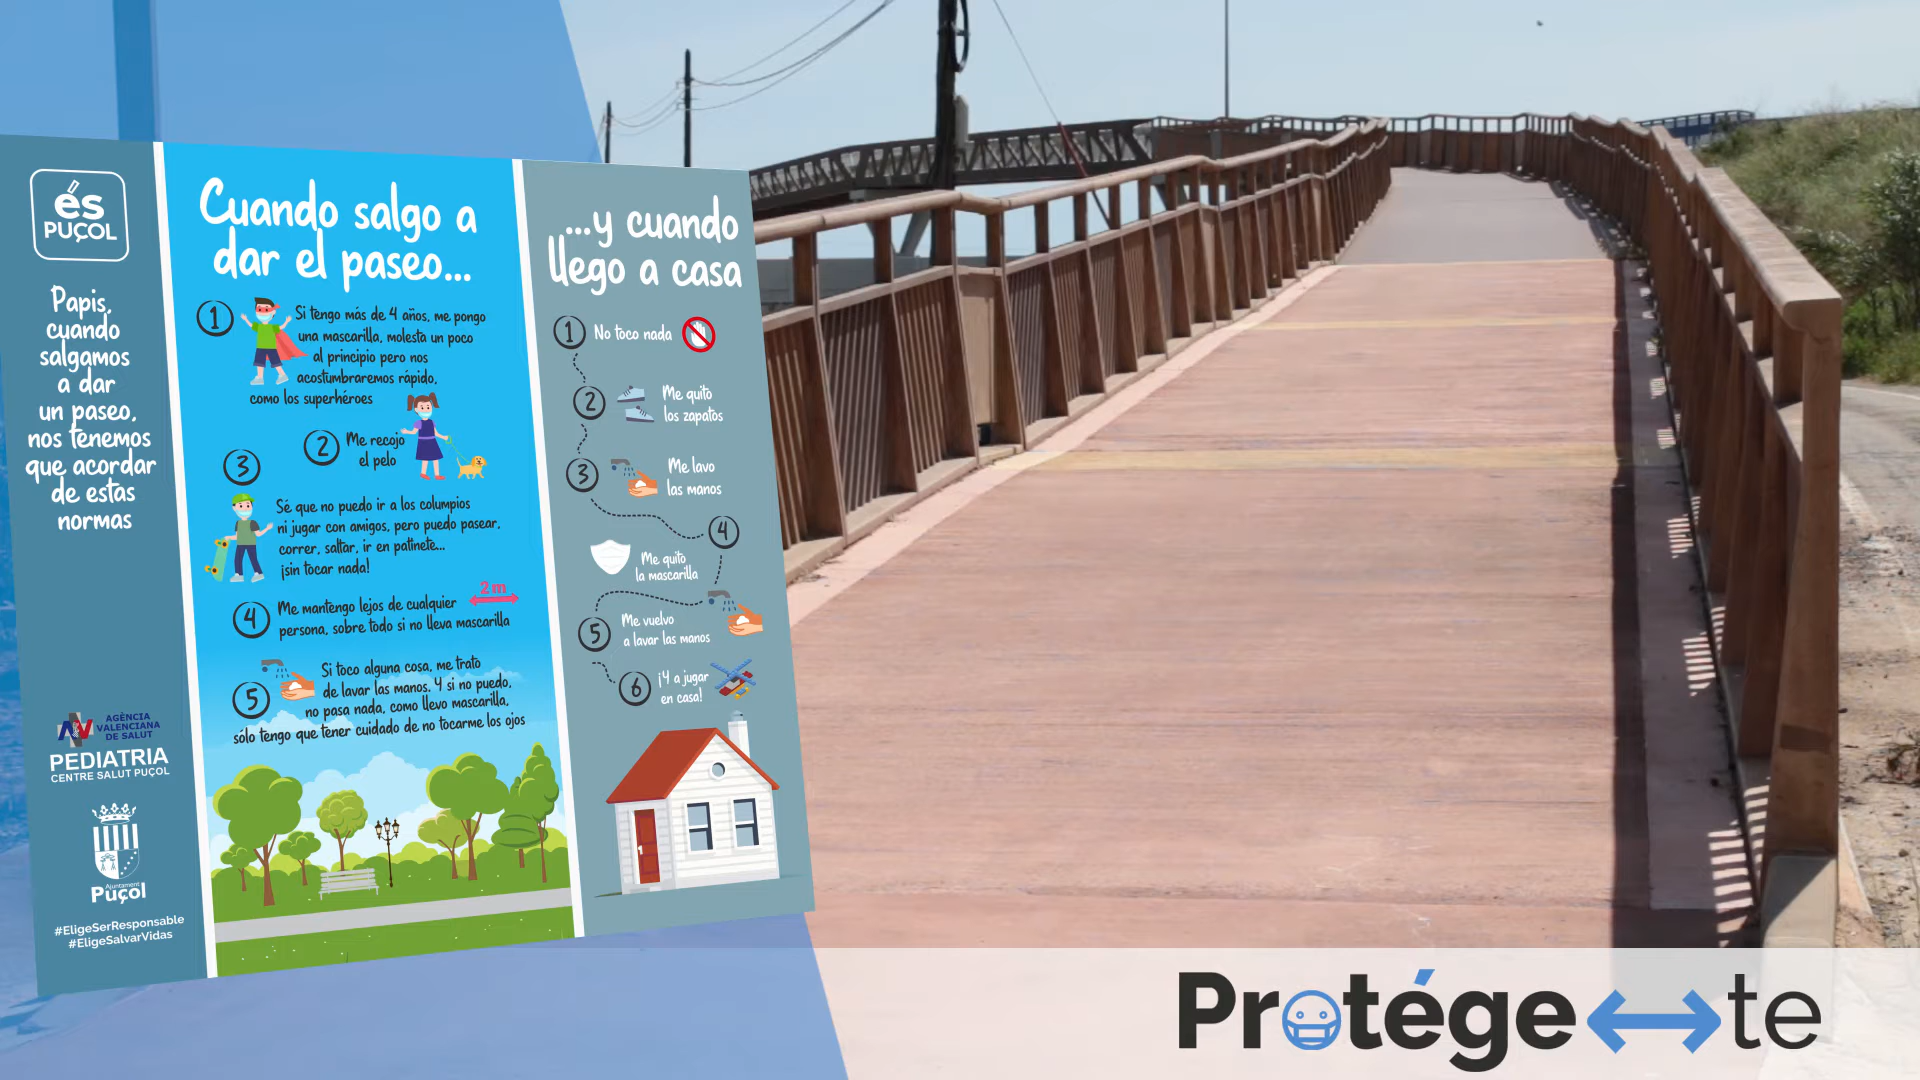 és
PUÇOL
Papis,
cuando
salgamos
a dar
un paseo,
nos tenemos
que acordar
de estas
normas
AGÈNCIA
VALENCIANA
DE SALUT
PEDIATRIA
CENTRE SALUT PUÇOL
Ajuntament
Puçol
#EligeSerResponsable
#EligeSalvarVidas
Cuando salgo a
dar el paseo...
1
Si tengo más de 4 años, me pongo
una mascarilla, molesta un poco
al principio pero nos
acostumbraremos rápido,
como los superhéroes
2
Me recojo
el pelo
3
Sé que no puedo ir a los columpios
ni jugar con amigos, pero puedo pasear,
correr, saltar, ir en patinete...
¡sin tocar nada!
4
2 m
Me mantengo lejos de cualquier
persona, sobre todo si no lleva mascarilla
5
Si toco alguna cosa, me trato
de lavar las manos. Y si no puedo,
no pasa nada, como llevo mascarilla,
sólo tengo que tener cuidado de no tocarme los ojos
...y cuando
llego a casa
1
No toco nada
2
Me quito
los zapatos
3
Me lavo
las manos
4
Me quito
la mascarilla
5
Me vuelvo
a lavar las manos
6
¡Y a jugar
en casa!
Protége te